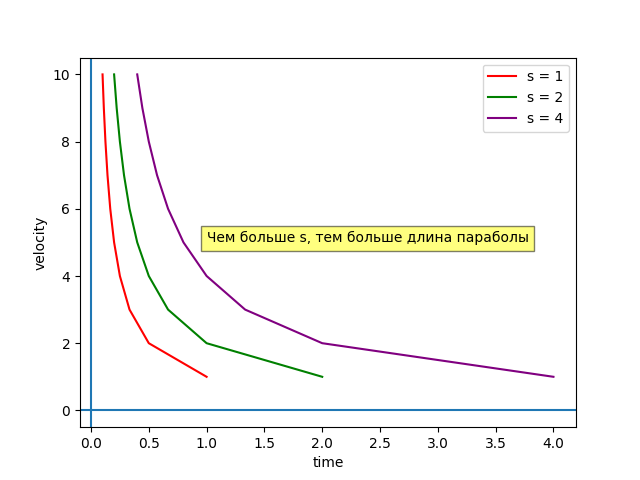 s = 1
s = 2
s = 4
Чем больше s, тем больше длина параболы
velocity
10
8
6
4
2
0
0.0 0.5 1.0 1.5 2.0 2.5 3.0 3.5 4.0
time